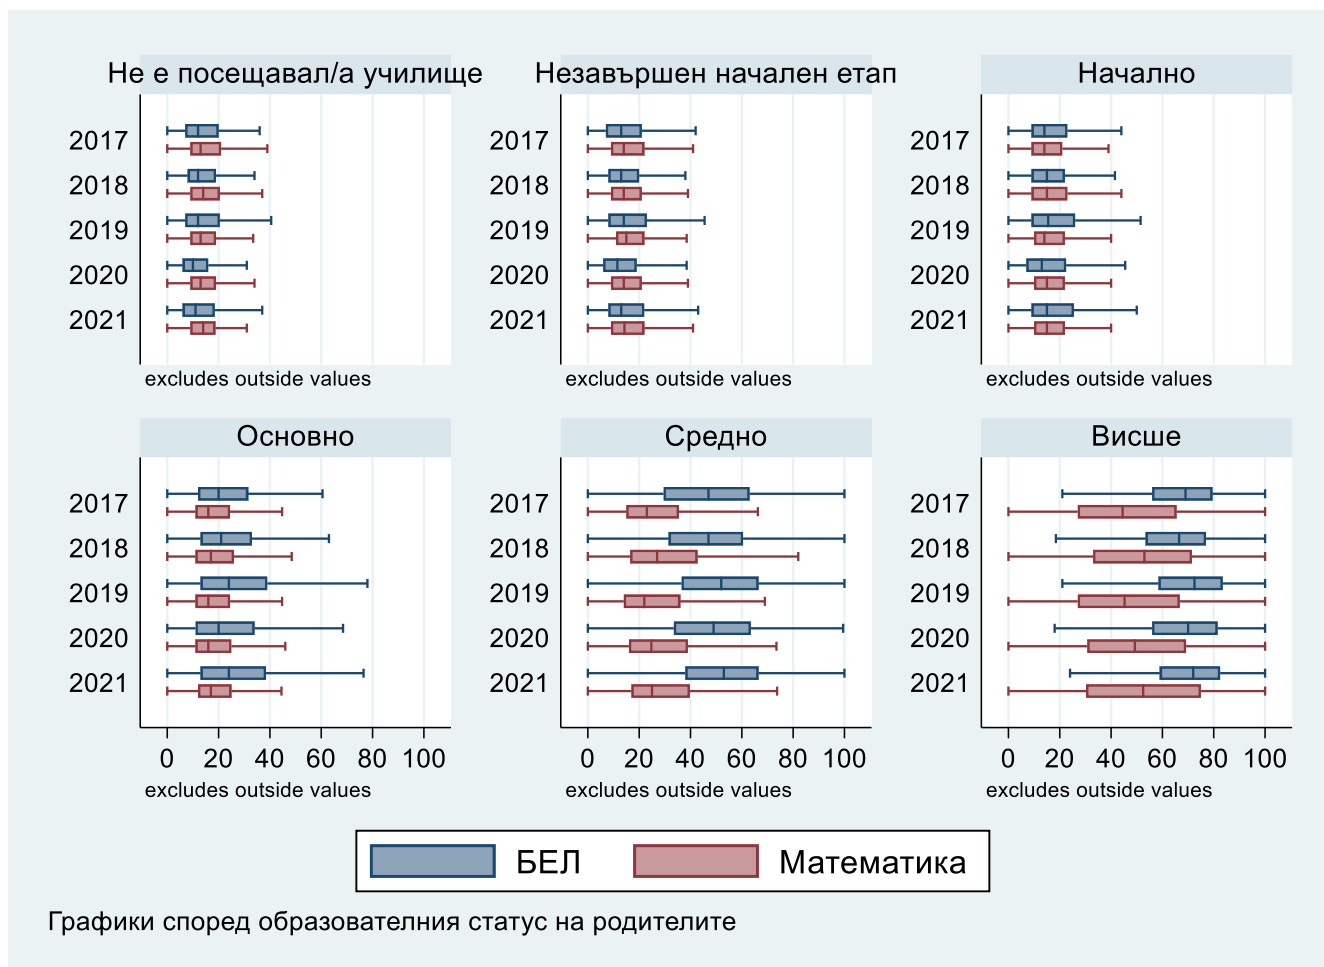 Не е посещавал/а училище
Незавършен начален етап
Начално
2017
2018
2019
2020
2021
excludes outside values
2017
2018
2019
2020
2021
excludes outside values
2017
2018
2019
2020
2021
excludes outside values
Основно
Средно
Висше
2017
2018
2019
2020
2021
0 20 40 60 80 100
excludes outside values
2017
2018
2019
2020
2021
0 20 40 60 80 100
excludes outside values
2017
2018
2019
2020
2021
0 20 40 60 80 100
excludes outside values
БЕЛ Математика
Графики според образователния статус на родителите